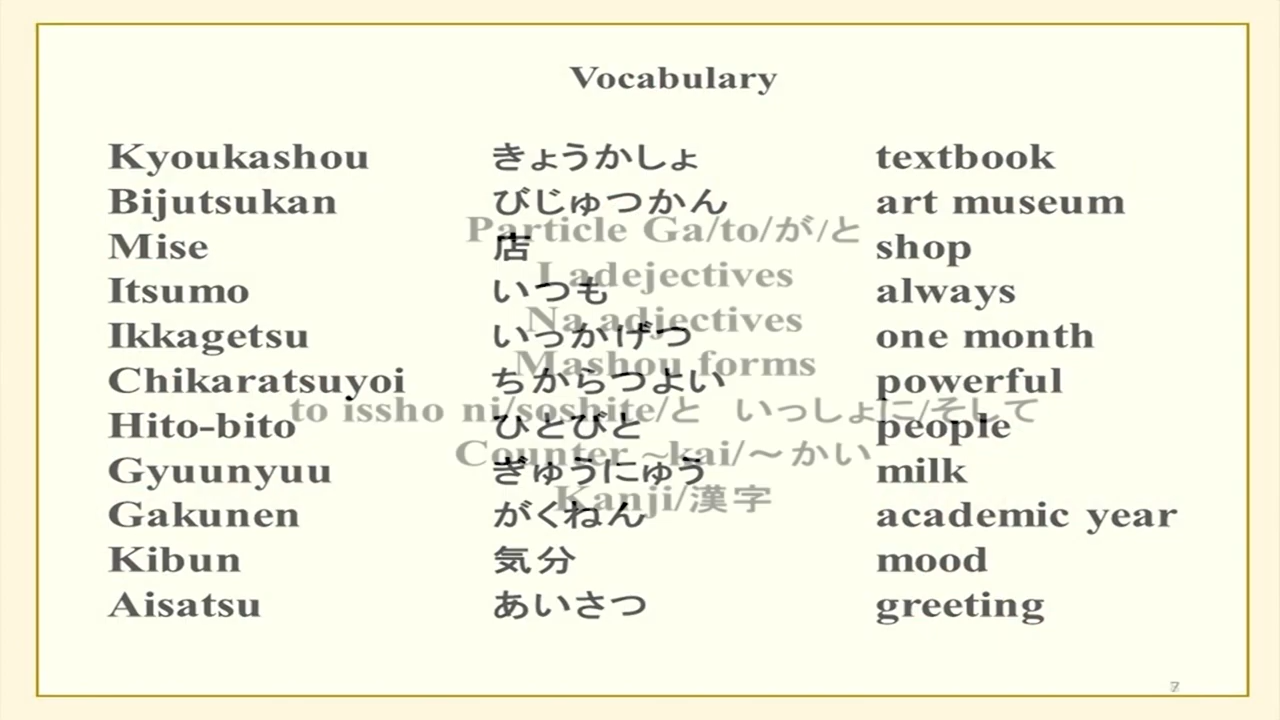 Vocabulary
Kyoukashou きょうかしょ textbook
Bijutsukan びじゅつかん art museum
Particle Ga/to/が/と
Mise 店 shop
I adejectives
Itsumo いつも always
Na adjectives
Ikkagetsu いっかげつ one month
Mashou forms
Chikaratsuyoi ちからつよい powerful
to issho ni/soshite/と いっしょに/そして
Hito-bito ひとびと people
Counter ~kai/～かい
Gyuunyuu ぎゅうにゅう milk
Kanji/漢字
Gakunen がくねん academic year
Kibun 気分 mood
Aisatsu あいさつ greeting